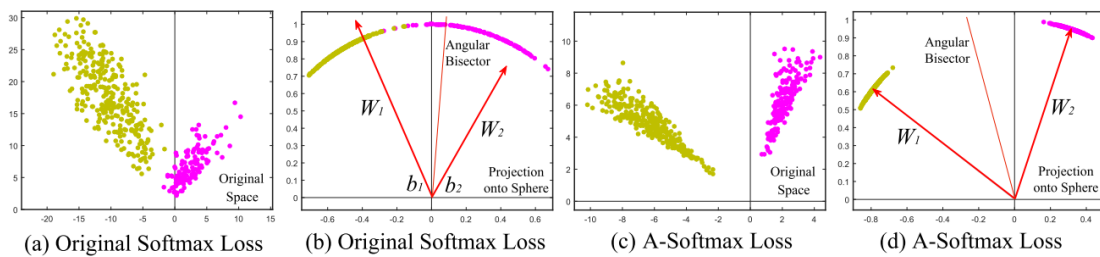 30
25
20
15
10
5
0
-20 -15 -10 -5 0 5 10 15
Original
Space
(a) Original Softmax Loss
1
0.9
0.8
0.7
0.6
0.5
0.4
0.3
0.2
0.1
0
-0.6 -0.4 -0.2 0 0.2 0.4 0.6
Angular
Bisector
W1
W2
b1 b2
Projection
onto Sphere
(b) Original Softmax Loss
10
8
6
4
2
0
-10 -8 -6 -4 -2 0 2 4
Original
Space
(c) A-Softmax Loss
1
0.9
0.8
0.7
0.6
0.5
0.4
0.3
0.2
0.1
0
-0.8 -0.6 -0.4 -0.2 0 0.2 0.4
Angular
Bisector
W1
W2
Projection
onto Sphere
(d) A-Softmax Loss